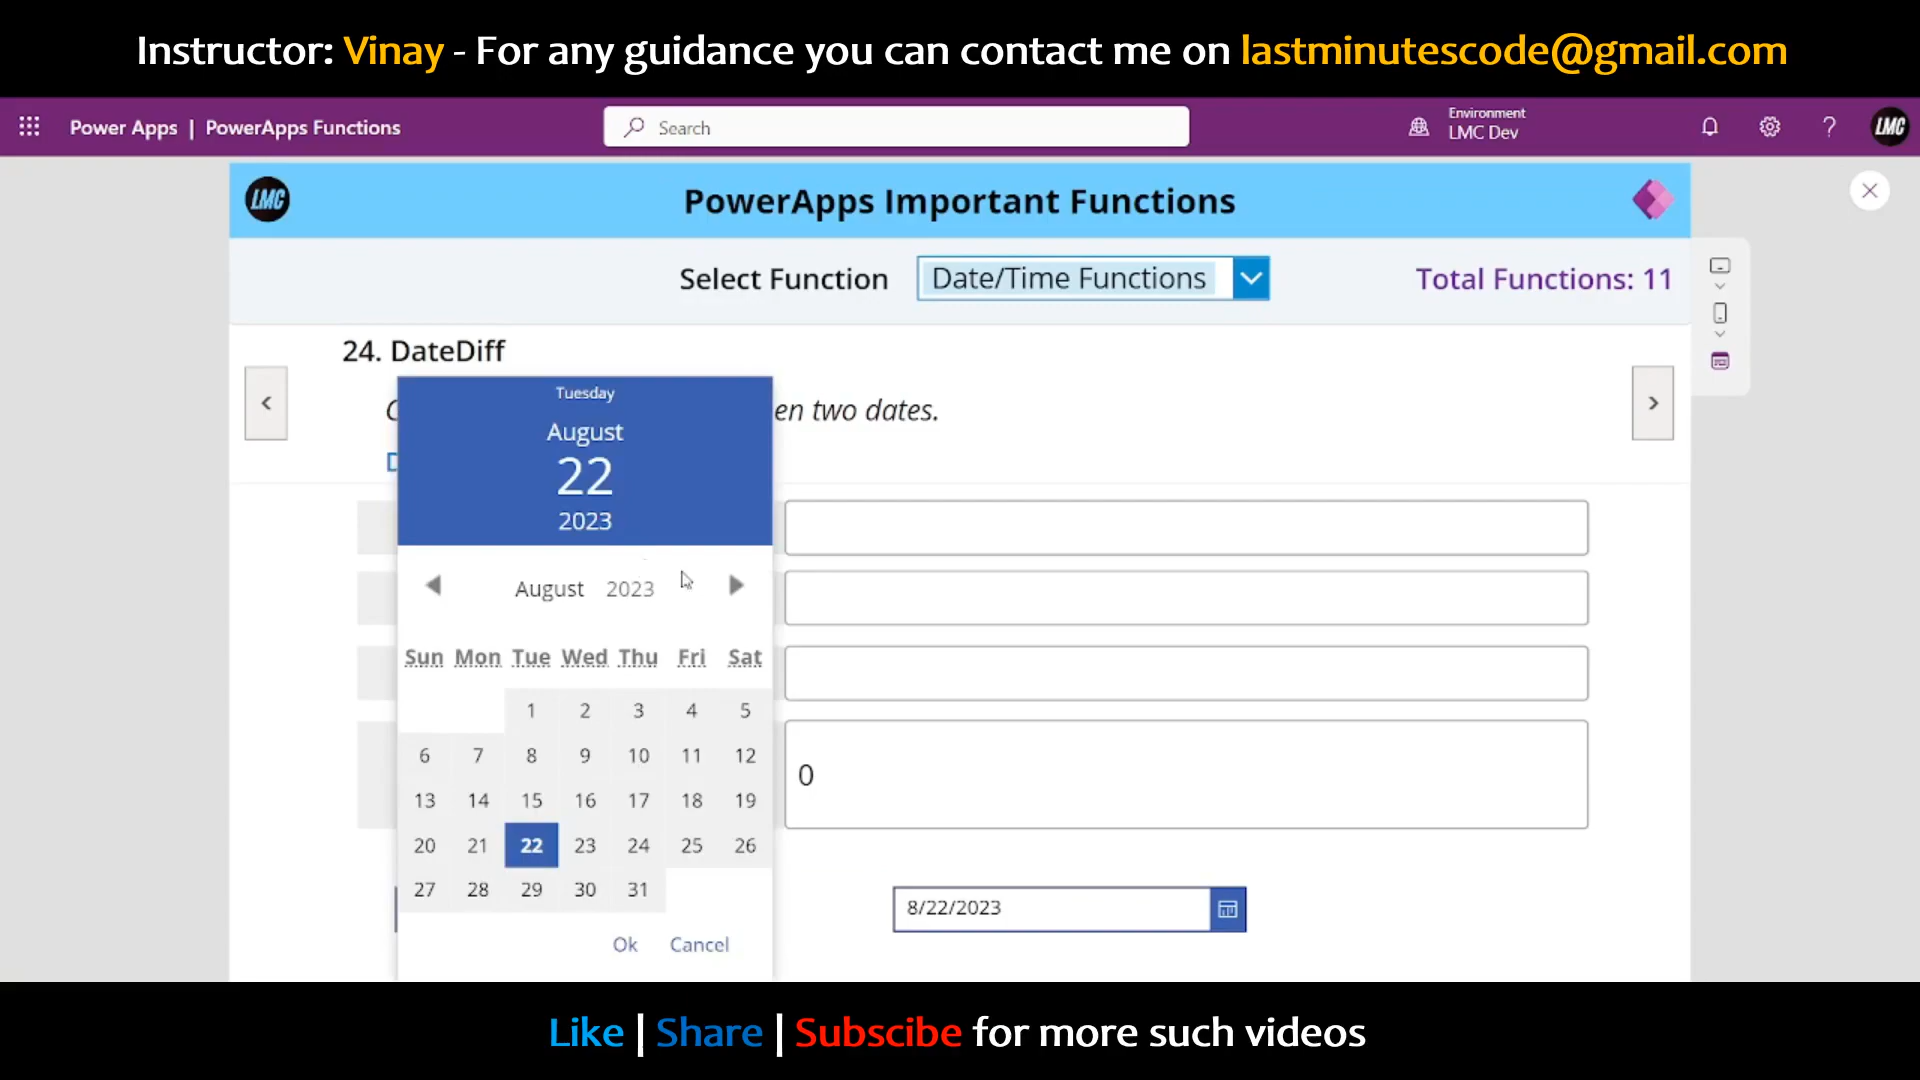 Instructor: Vinay - For any guidance you can contact me on lastminutescode@gmail.com
Power Apps | PowerApps Functions
Search
Environment
LMC Dev
LMC
LMC
PowerApps Important Functions
Select Function
Date/Time Functions
Total Functions: 11
24. DateDiff
en two dates.
Tuesday
August
22
2023
August 2023
Sun Mon Tue Wed Thu Fri Sat
1 2 3 4 5
6 7 8 9 10 11 12
13 14 15 16 17 18 19
20 21 22 23 24 25 26
27 28 29 30 31
Ok Cancel
0
8/22/2023
Like | Share | Subscibe for more such videos